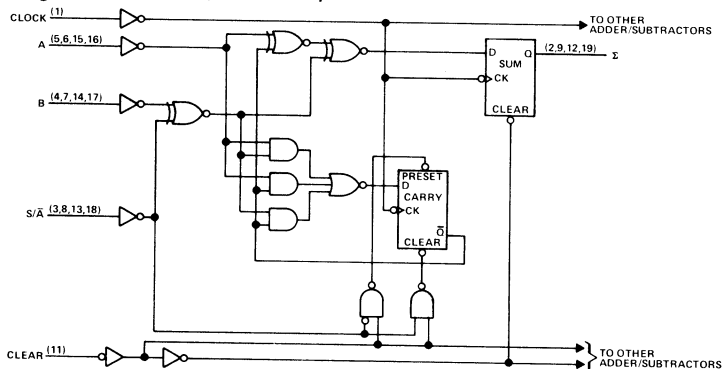 CLOCK (1)
TO OTHER
ADDER/SUBTRACTORS
A (5,6,15,16)
D Q (2,9,12,19) Σ
SUM
CK
CLEAR
B (4,7,14,17)
PRESET
D
CARRY
CK
Q̅
CLEAR
S/A̅ (3,8,13,18)
CLEAR (11)
TO OTHER
ADDER/SUBTRACTORS